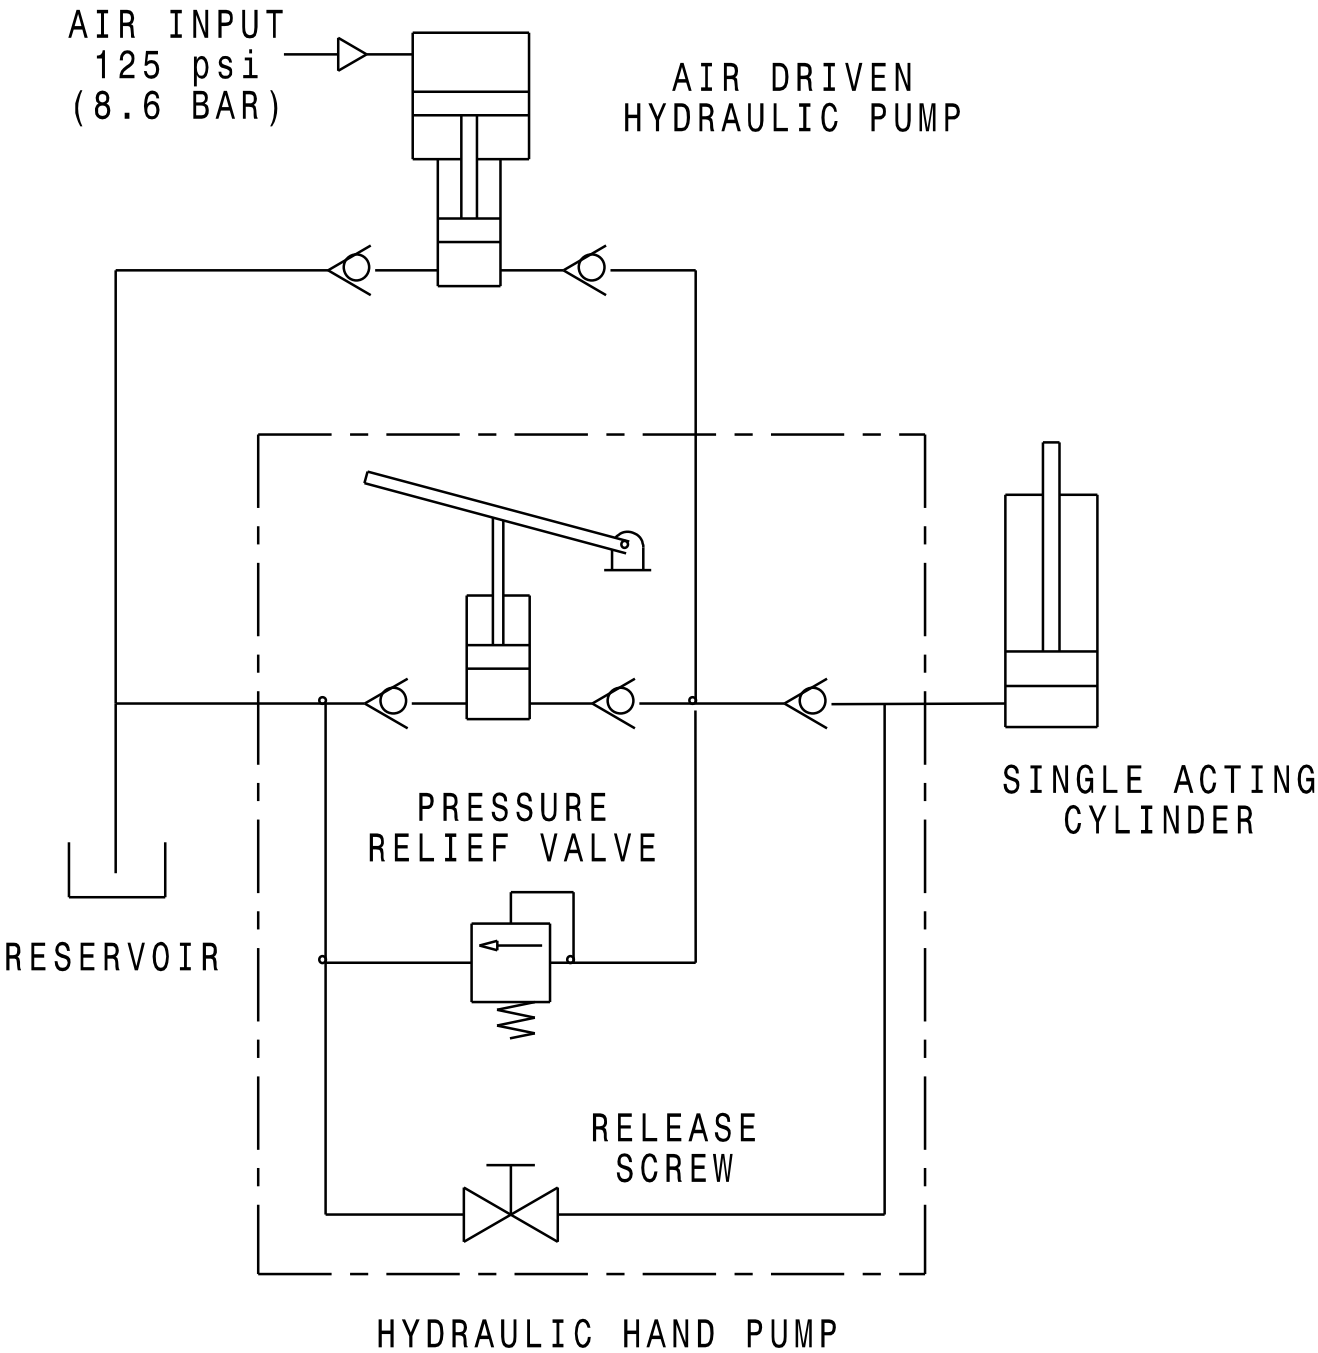 AIR INPUT
125 psi
(8.6 BAR)
AIR DRIVEN
HYDRAULIC PUMP
SINGLE ACTING
CYLINDER
PRESSURE
RELIEF VALVE
RESERVOIR
RELEASE
SCREW
HYDRAULIC HAND PUMP